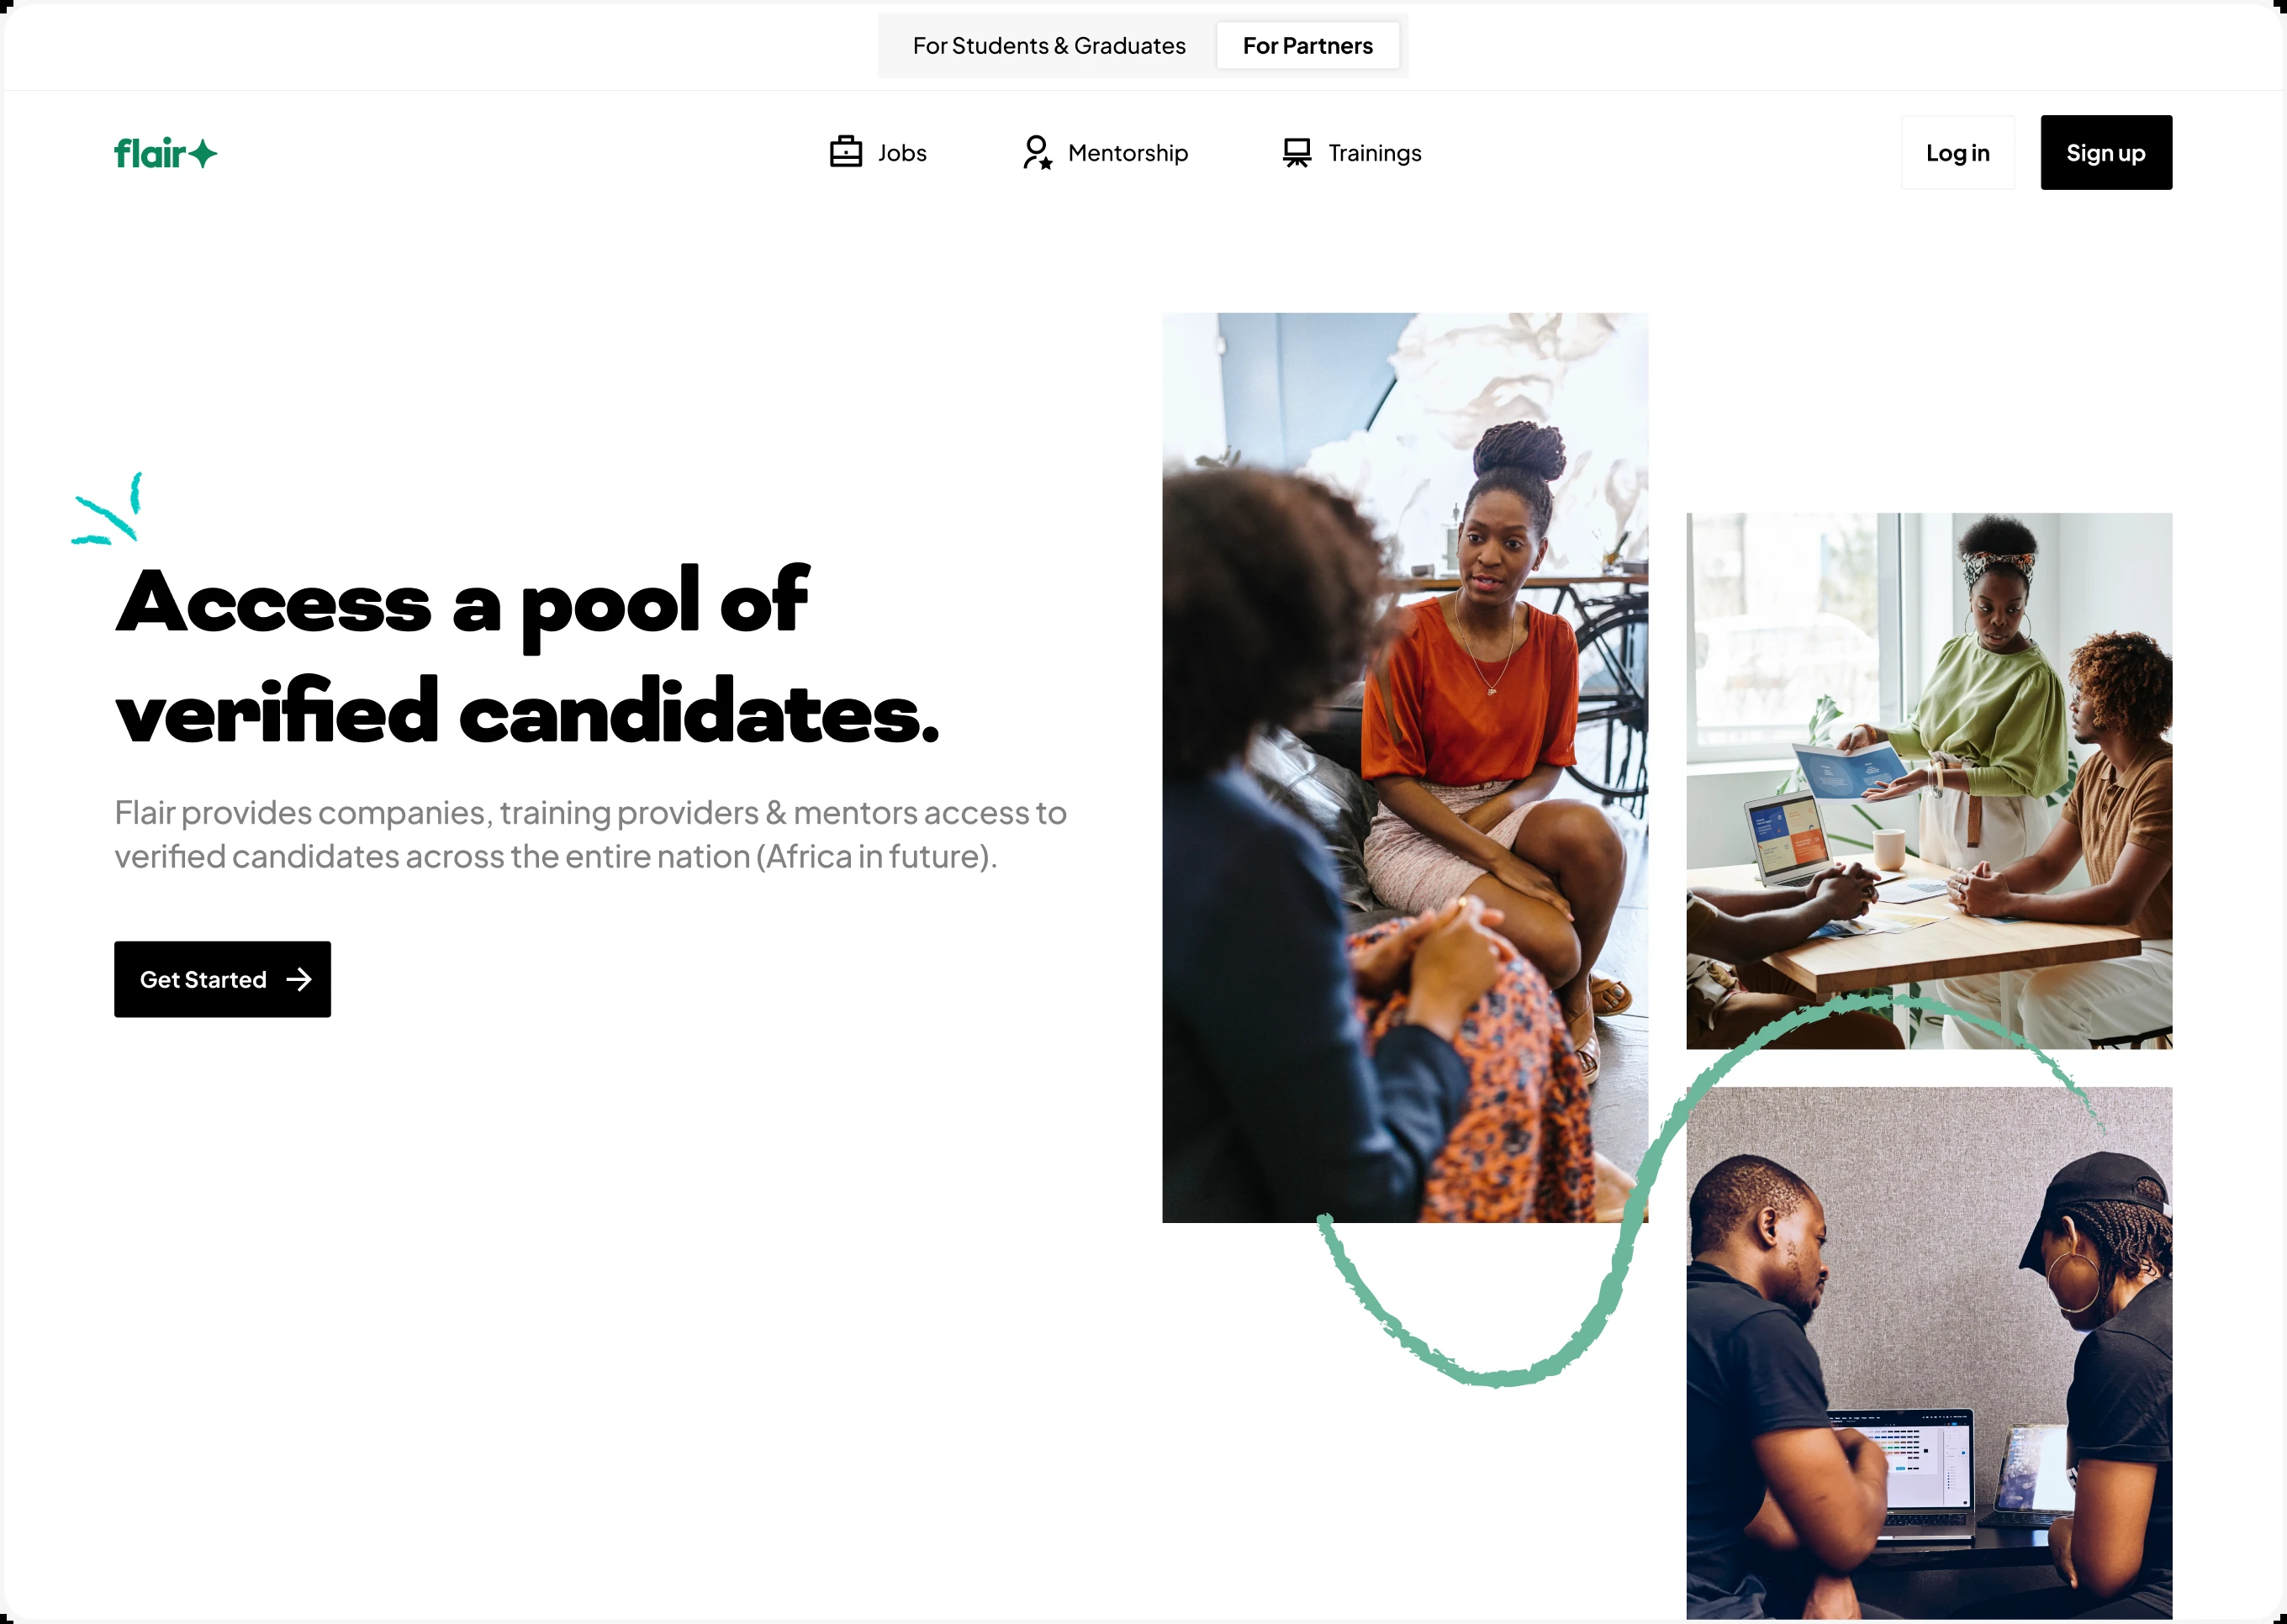 For Students & Graduates
For Partners
flair
Jobs
Mentorship
Trainings
Log in
Sign up
Access a pool of
verified candidates.
Flair provides companies, training providers & mentors access to
verified candidates across the entire nation (Africa in future).
Get Started